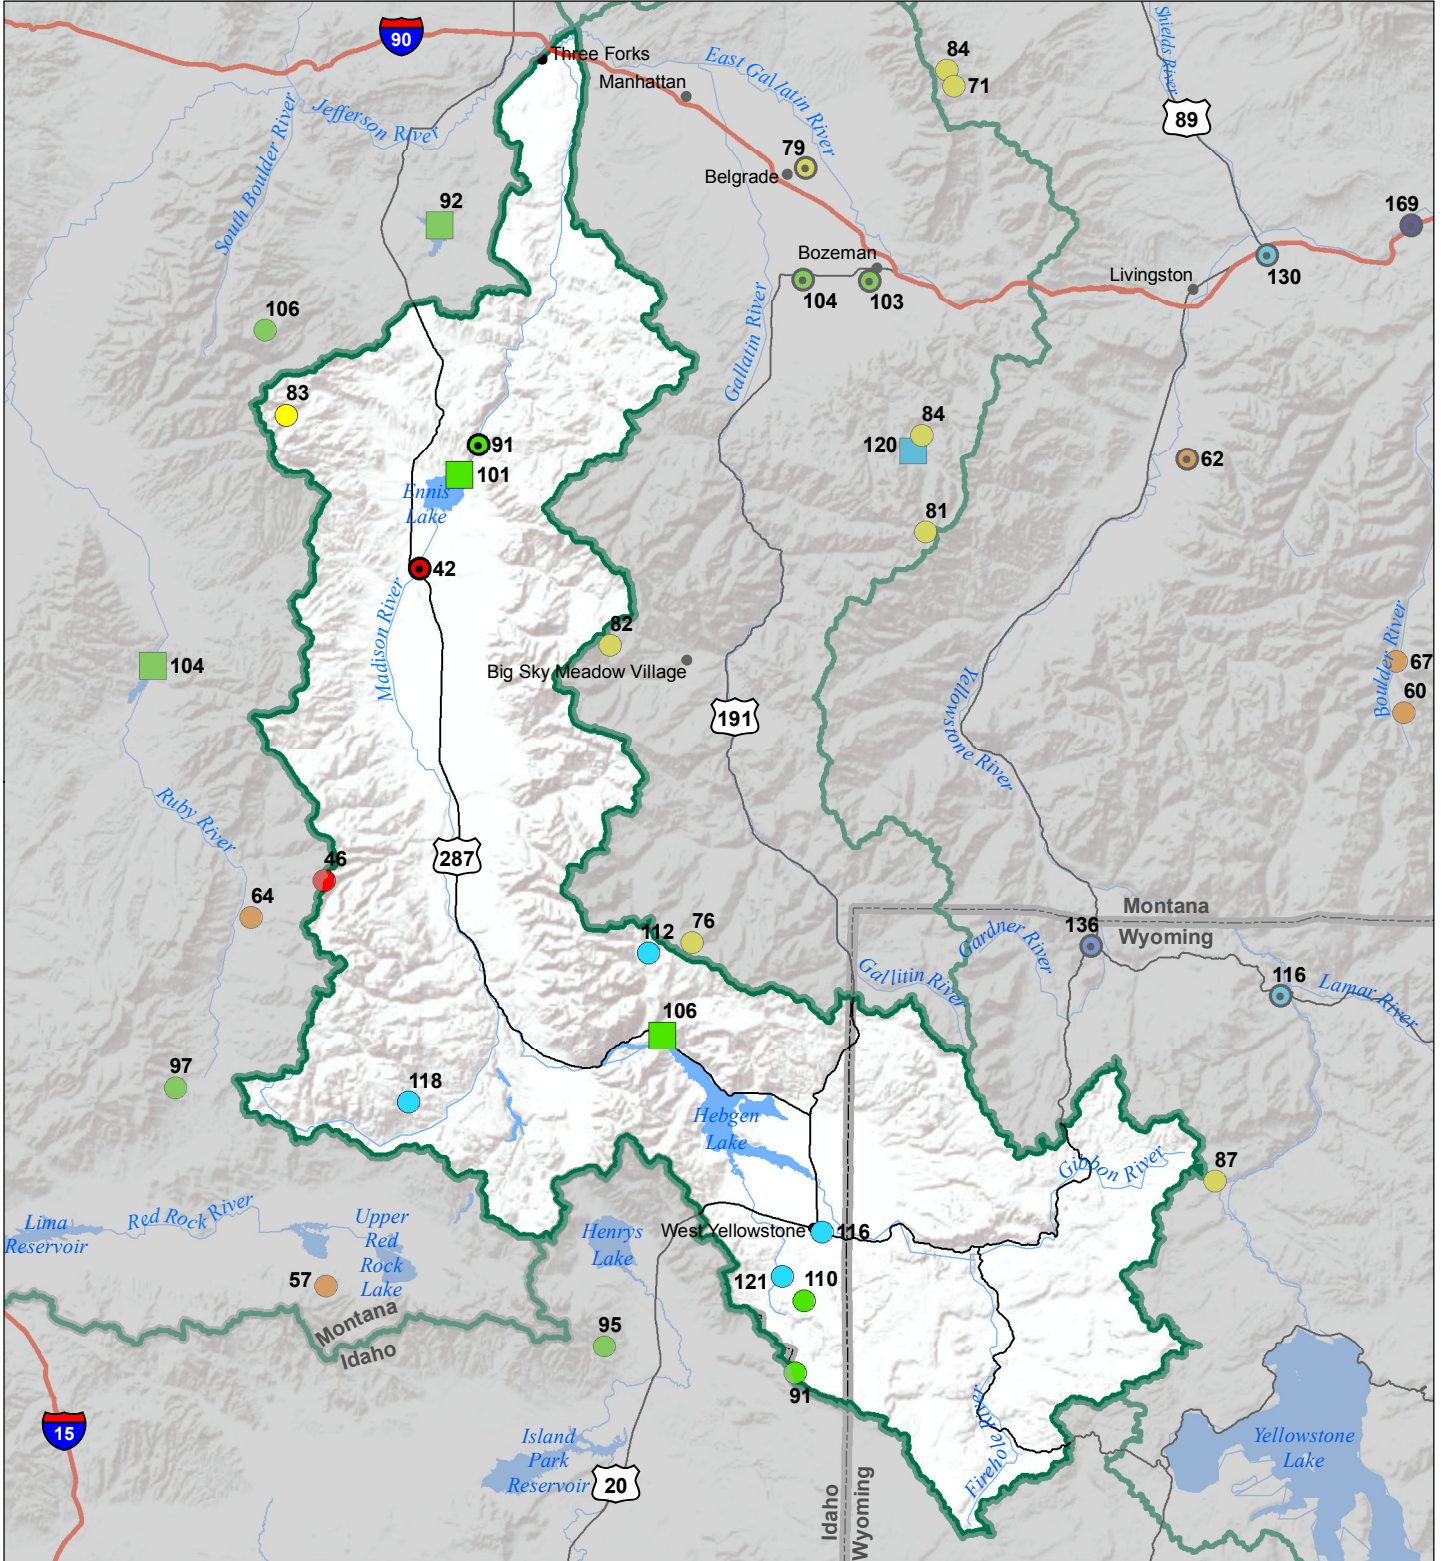 90
Three Forks
Manhattan
East Gallatin River
84
71
Shields River
89
Jefferson River
South Boulder River
79
Belgrade
92
169
Bozeman
104
103
Livingston
130
106
Gallatin River
83
84
120
62
91
101
Ennis
Lake
81
42
Madison River
82
Big Sky Meadow Village
104
Boulder River
67
60
191
Yellowstone River
Ruby River
287
46
64
112
76
Montana
Wyoming
136
Gardner River
Gallitin River
116
Lamar River
106
97
118
Hebgen
Lake
Gibbon River
87
Lima
Reservoir
Red Rock River
Upper
Red
Rock
Lake
Henrys
Lake
West Yellowstone
116
57
121
110
Montana
Idaho
95
91
15
Island
Park
Reservoir
20
Firehole River
Yellowstone
Lake
Idaho
Wyoming